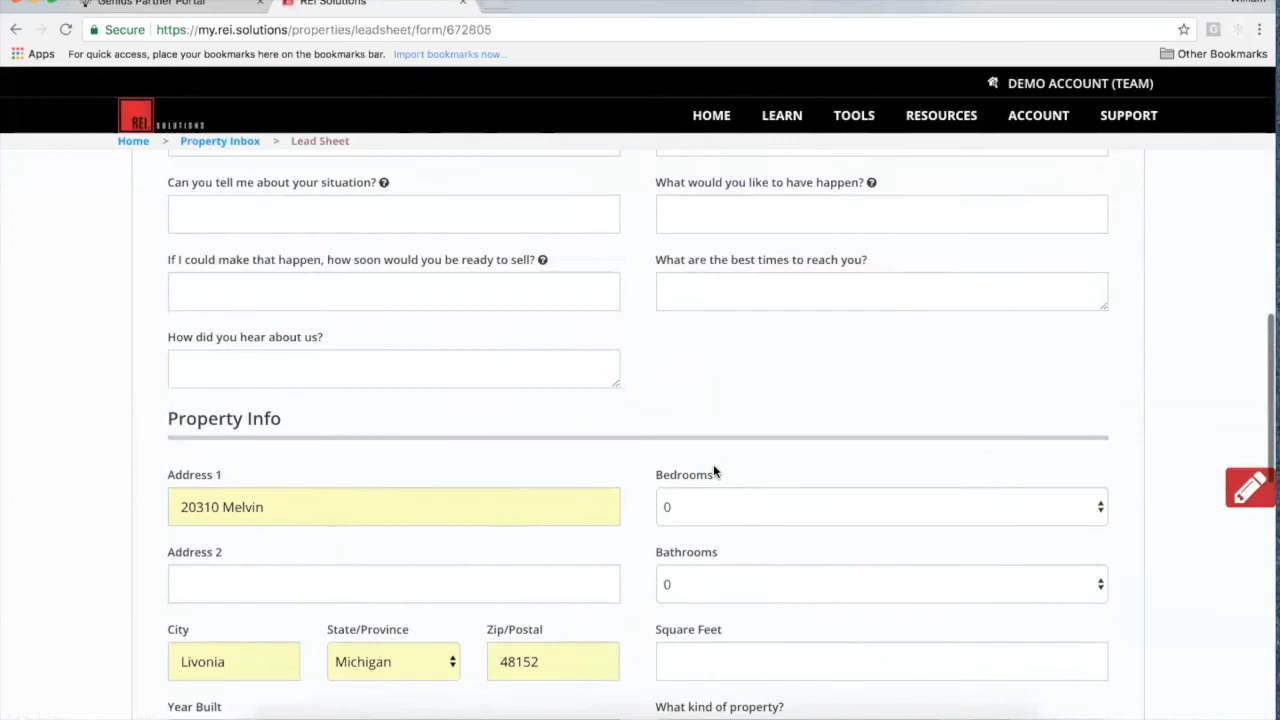 Genius Partner Portal
REI Solutions
William
Secure https://my.rei.solutions/properties/leadsheet/form/672805
Apps For quick access, place your bookmarks here on the bookmarks bar. Import bookmarks now... Other Bookmarks
DEMO ACCOUNT (TEAM)
REI SOLUTIONS
HOME LEARN TOOLS RESOURCES ACCOUNT SUPPORT
Home > Property Inbox > Lead Sheet
Can you tell me about your situation? What would you like to have happen?
If I could make that happen, how soon would you be ready to sell? What are the best times to reach you?
How did you hear about us?
Property Info
Address 1 Bedrooms
20310 Melvin 0
Address 2 Bathrooms
0
City State/Province Zip/Postal Square Feet
Livonia Michigan 48152
Year Built What kind of property?